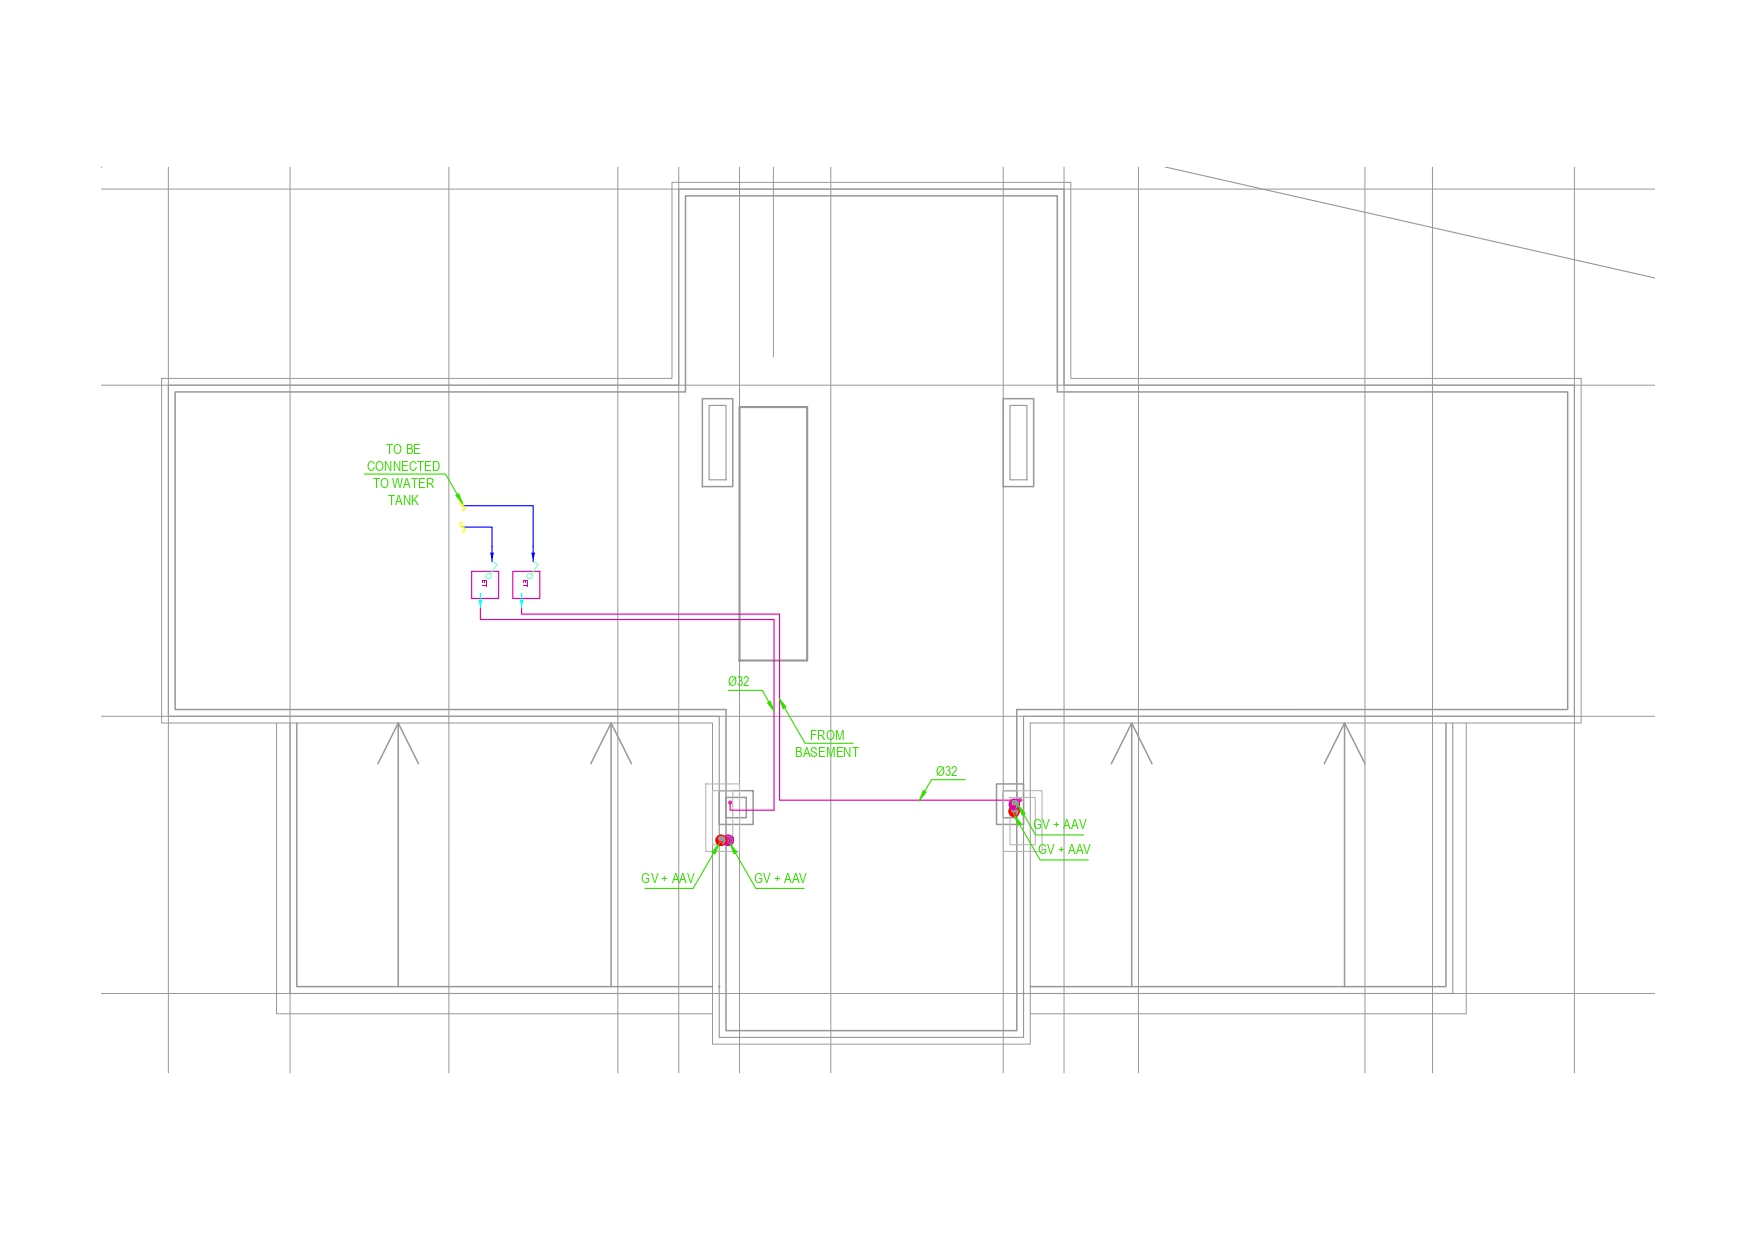 TO BE
CONNECTED
TO WATER
TANK
ET
ET
Ø32
FROM
BASEMENT
Ø32
GV + AAV
GV + AAV
GV + AAV
GV + AAV